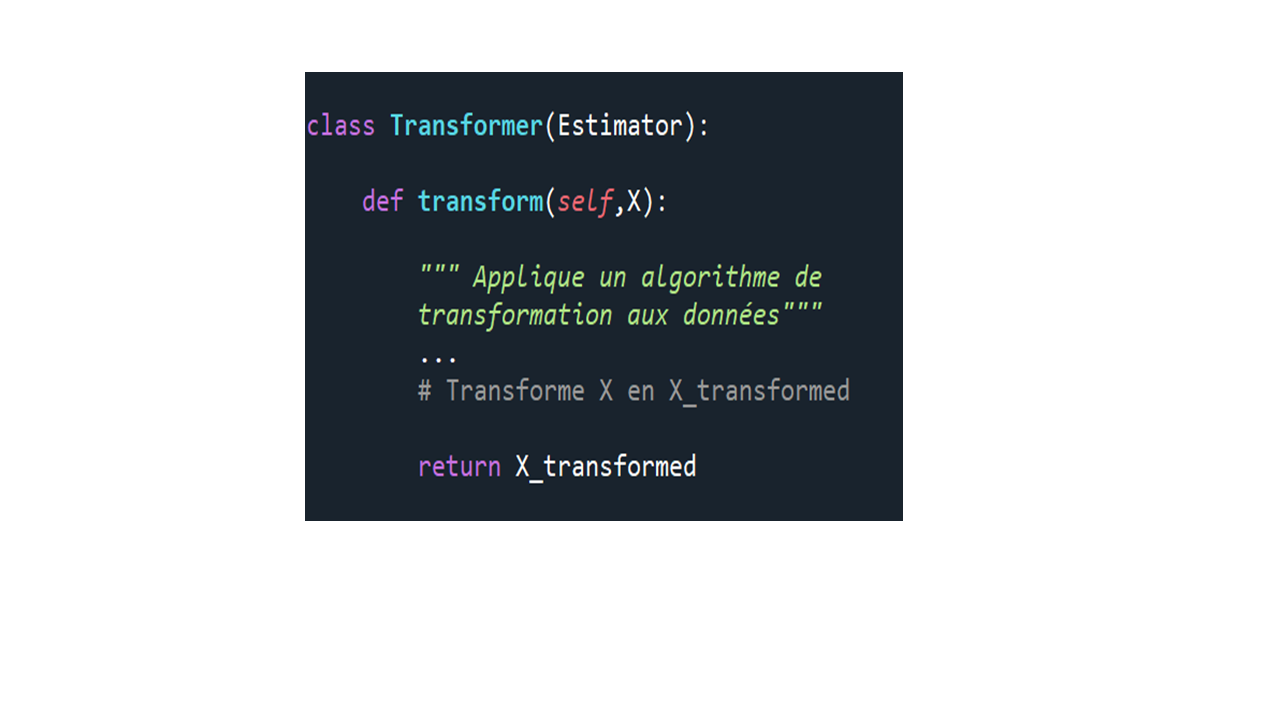 class Transformer(Estimator):
def transform(self,X):
""" Applique un algorithme de
transformation aux données"""
...
# Transforme X en X_transformed
return X_transformed